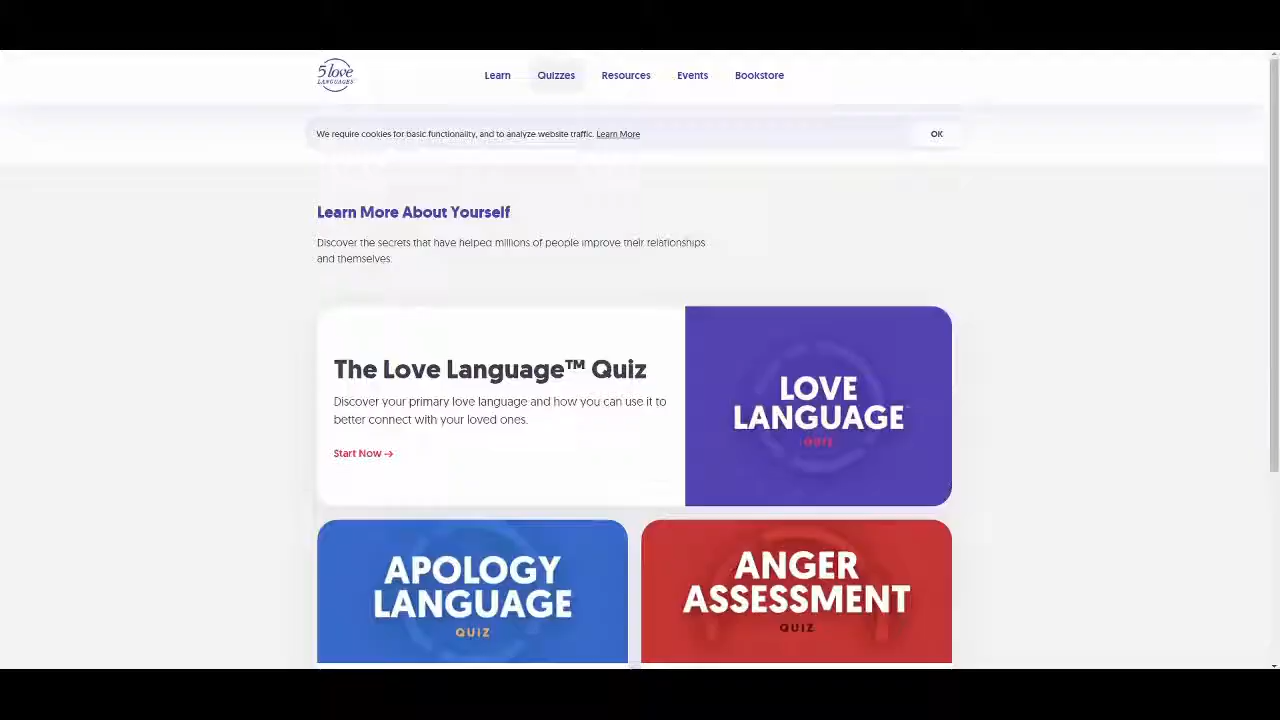 5 love
LANGUAGES
Learn
Quizzes
Resources
Events
Bookstore
We require cookies for basic functionality, and to analyze website traffic. Learn More
OK
Learn More About Yourself
Discover the secrets that have helped millions of people improve their relationships
and themselves.
The Love Language™ Quiz
Discover your primary love language and how you can use it to
better connect with your loved ones.
Start Now →
LOVE
LANGUAGE
QUIZ
APOLOGY
LANGUAGE
QUIZ
ANGER
ASSESSMENT
QUIZ